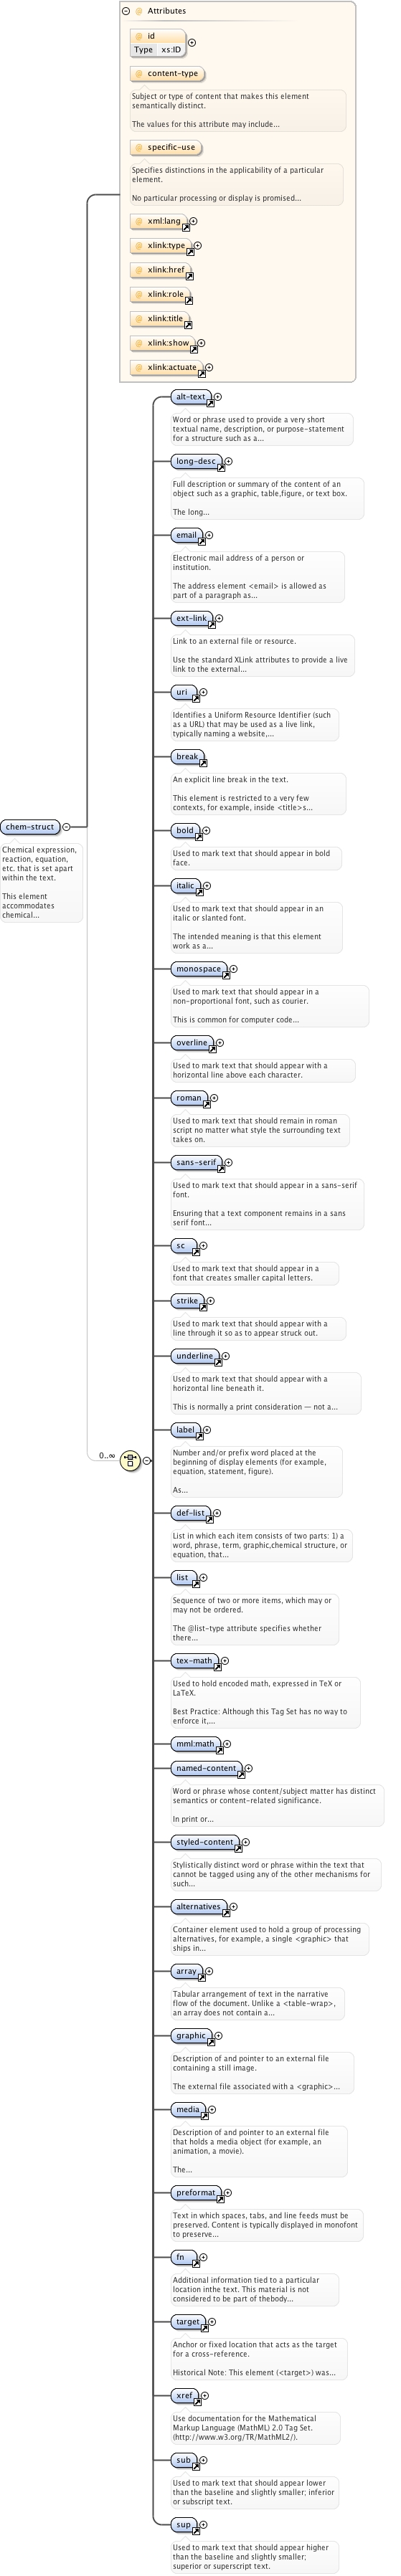 Attributes
id
Type xs:ID
content-type
Subject or type of content that makes this element
semantically distinct.
The values for this attribute may include...
specific-use
Specifies distinctions in the applicability of a particular
element.
No particular processing or display is promised...
xml:lang
xlink:type
xlink:href
xlink:role
xlink:title
xlink:show
xlink:actuate
alt-text
Word or phrase used to provide a very short
textual name, description, or purpose-statement
for a structure such as a...
long-desc
Full description or summary of the content of an
object such as a graphic, table,figure, or text box.
The long...
email
Electronic mail address of a person or
institution.
The address element <email> is allowed as
part of a paragraph as...
ext-link
Link to an external file or resource.
Use the standard XLink attributes to provide a live
link to the external...
uri
Identifies a Uniform Resource Identifier (such
as a URL) that may be used as a live link,
typically naming a website,...
break
An explicit line break in the text.
This element is restricted to a very few
contexts, for example, inside <title>s...
chem-struct
Chemical expression,
reaction, equation,
etc. that is set apart
within the text.
This element
accommodates
chemical...
bold
Used to mark text that should appear in bold
face.
italic
Used to mark text that should appear in an
italic or slanted font.
The intended meaning is that this element
work as a...
monospace
Used to mark text that should appear in a
non-proportional font, such as courier.
This is common for computer code...
overline
Used to mark text that should appear with a
horizontal line above each character.
roman
Used to mark text that should remain in roman
script no matter what style the surrounding text
takes on.
sans-serif
Used to mark text that should appear in a sans-serif
font.
Ensuring that a text component remains in a sans
serif font...
sc
Used to mark text that should appear in a
font that creates smaller capital letters.
strike
Used to mark text that should appear with a
line through it so as to appear struck out.
underline
Used to mark text that should appear with a
horizontal line beneath it.
This is normally a print consideration — not a...
label
0..∞
Number and/or prefix word placed at the
beginning of display elements (for example,
equation, statement, figure).
As...
def-list
List in which each item consists of two parts: 1) a
word, phrase, term, graphic,chemical structure, or
equation, that...
list
Sequence of two or more items, which may or
may not be ordered.
The @list-type attribute specifies whether
there...
tex-math
Used to hold encoded math, expressed in TeX or
LaTeX.
Best Practice: Although this Tag Set has no way to
enforce it,...
mml:math
named-content
Word or phrase whose content/subject matter has distinct
semantics or content-related significance.
In print or...
styled-content
Stylistically distinct word or phrase within the text that
cannot be tagged using any of the other mechanisms for
such...
alternatives
Container element used to hold a group of processing
alternatives, for example, a single <graphic> that
ships in...
array
Tabular arrangement of text in the narrative
flow of the document. Unlike a <table-wrap>,
an array does not contain a...
graphic
Description of and pointer to an external file
containing a still image.
The external file associated with a <graphic>...
media
Description of and pointer to an external file
that holds a media object (for example, an
animation, a movie).
The...
preformat
Text in which spaces, tabs, and line feeds must be
preserved. Content is typically displayed in monofont
to preserve...
fn
Additional information tied to a particular
location inthe text. This material is not
considered to be part of thebody...
target
Anchor or fixed location that acts as the target
for a cross-reference.
Historical Note: This element (<target>) was...
xref
Use documentation for the Mathematical
Markup Language (MathML) 2.0 Tag Set.
(http://www.w3.org/TR/MathML2/).
sub
Used to mark text that should appear lower
than the baseline and slightly smaller; inferior
or subscript text.
sup
Used to mark text that should appear higher
than the baseline and slightly smaller;
superior or superscript text.